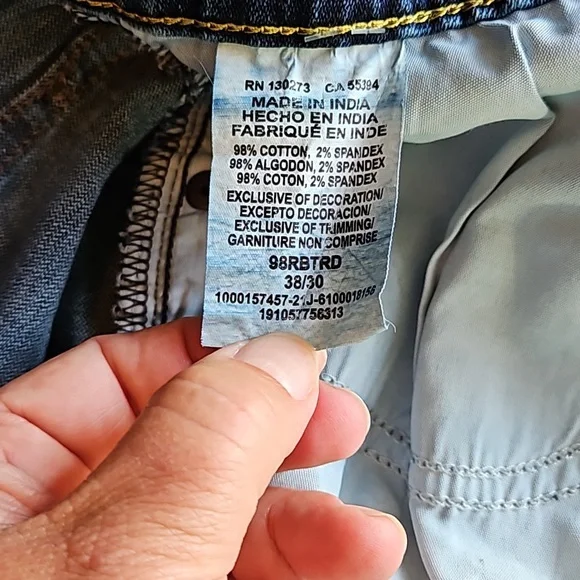 RN 130273 CA 55394
MADE IN INDIA
HECHO EN INDIA
FABRIQUÉ EN INDE
98% COTTON, 2% SPANDEX
98% ALGODON, 2% SPANDEX
98% COTON, 2% SPANDEX
EXCLUSIVE OF DECORATION/
EXCEPTO DECORACION/
EXCLUSIVE OF TRIMMING/
GARNITURE NON COMPRISE
98RBTRD
38/30
1000157457-21J-6100018158
191057756313